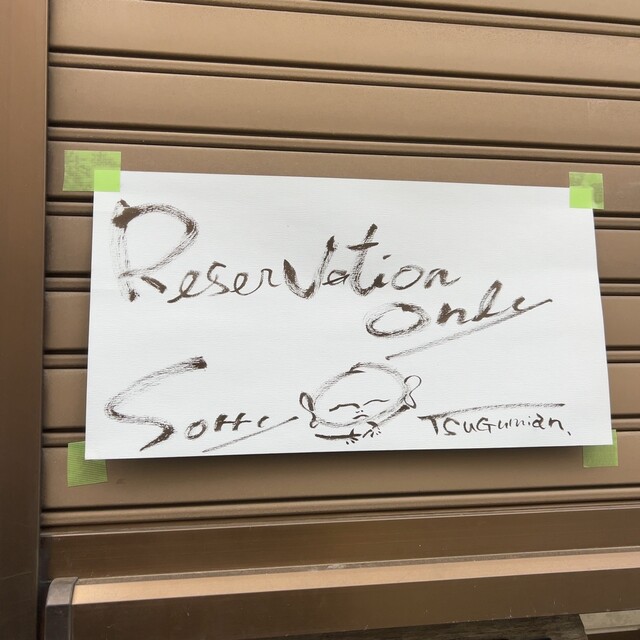 Reservation
Only
Sorry
TsuGumian.